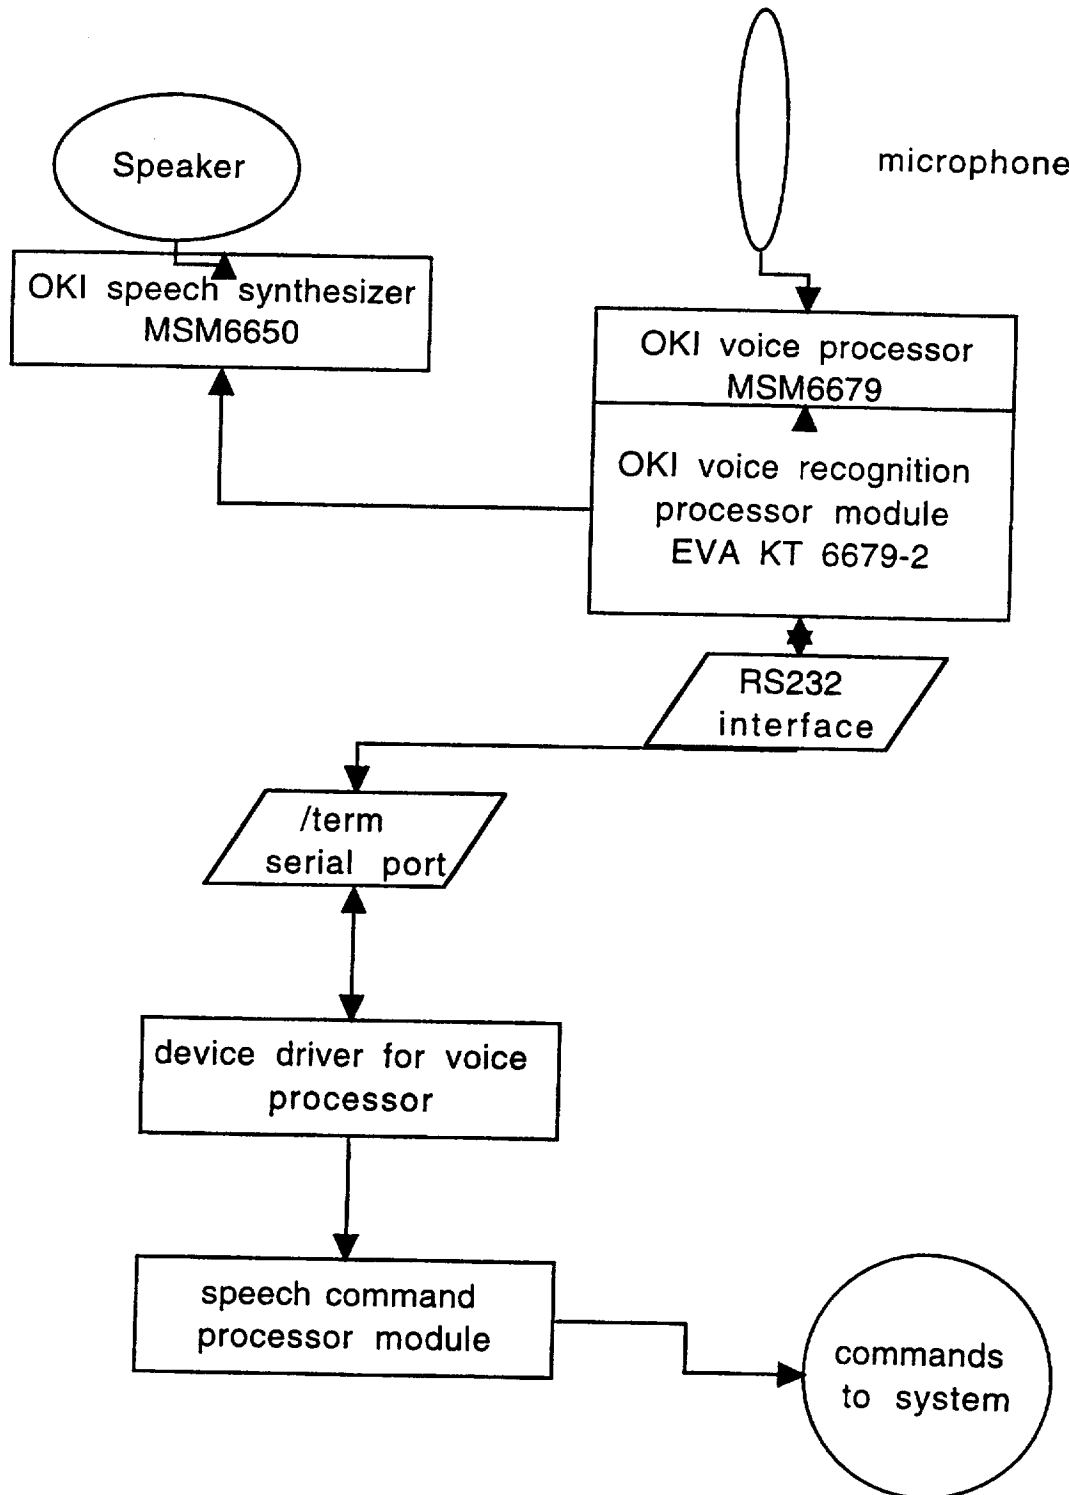 Speaker
microphone
OKI speech synthesizer
MSM6650
OKI voice processor
MSM6679
OKI voice recognition
processor module
EVA KT 6679-2
RS232
interface
/term
serial port
device driver for voice
processor
speech command
processor module
commands
to system